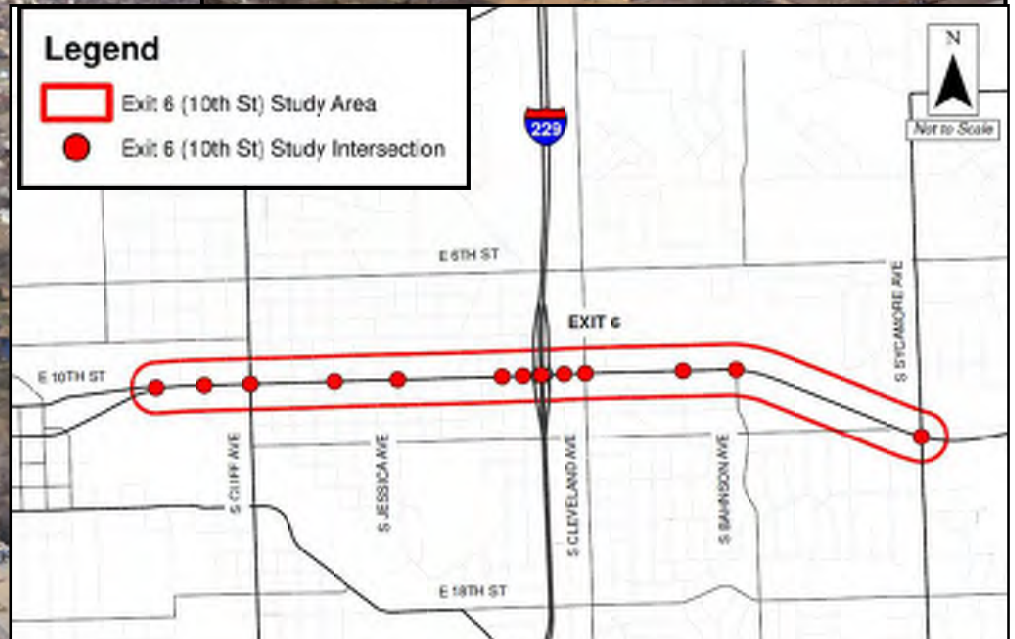 Legend
Exit 6 (10th St) Study Area
Exit 6 (10th St) Study Intersection
N
Not to Scale
229
E 6TH ST
EXIT 6
S SYCAMORE AVE
E 10TH ST
S CLIFF AVE
S JESSICA AVE
S CLEVELAND AVE
S BAHNSON AVE
E 18TH ST